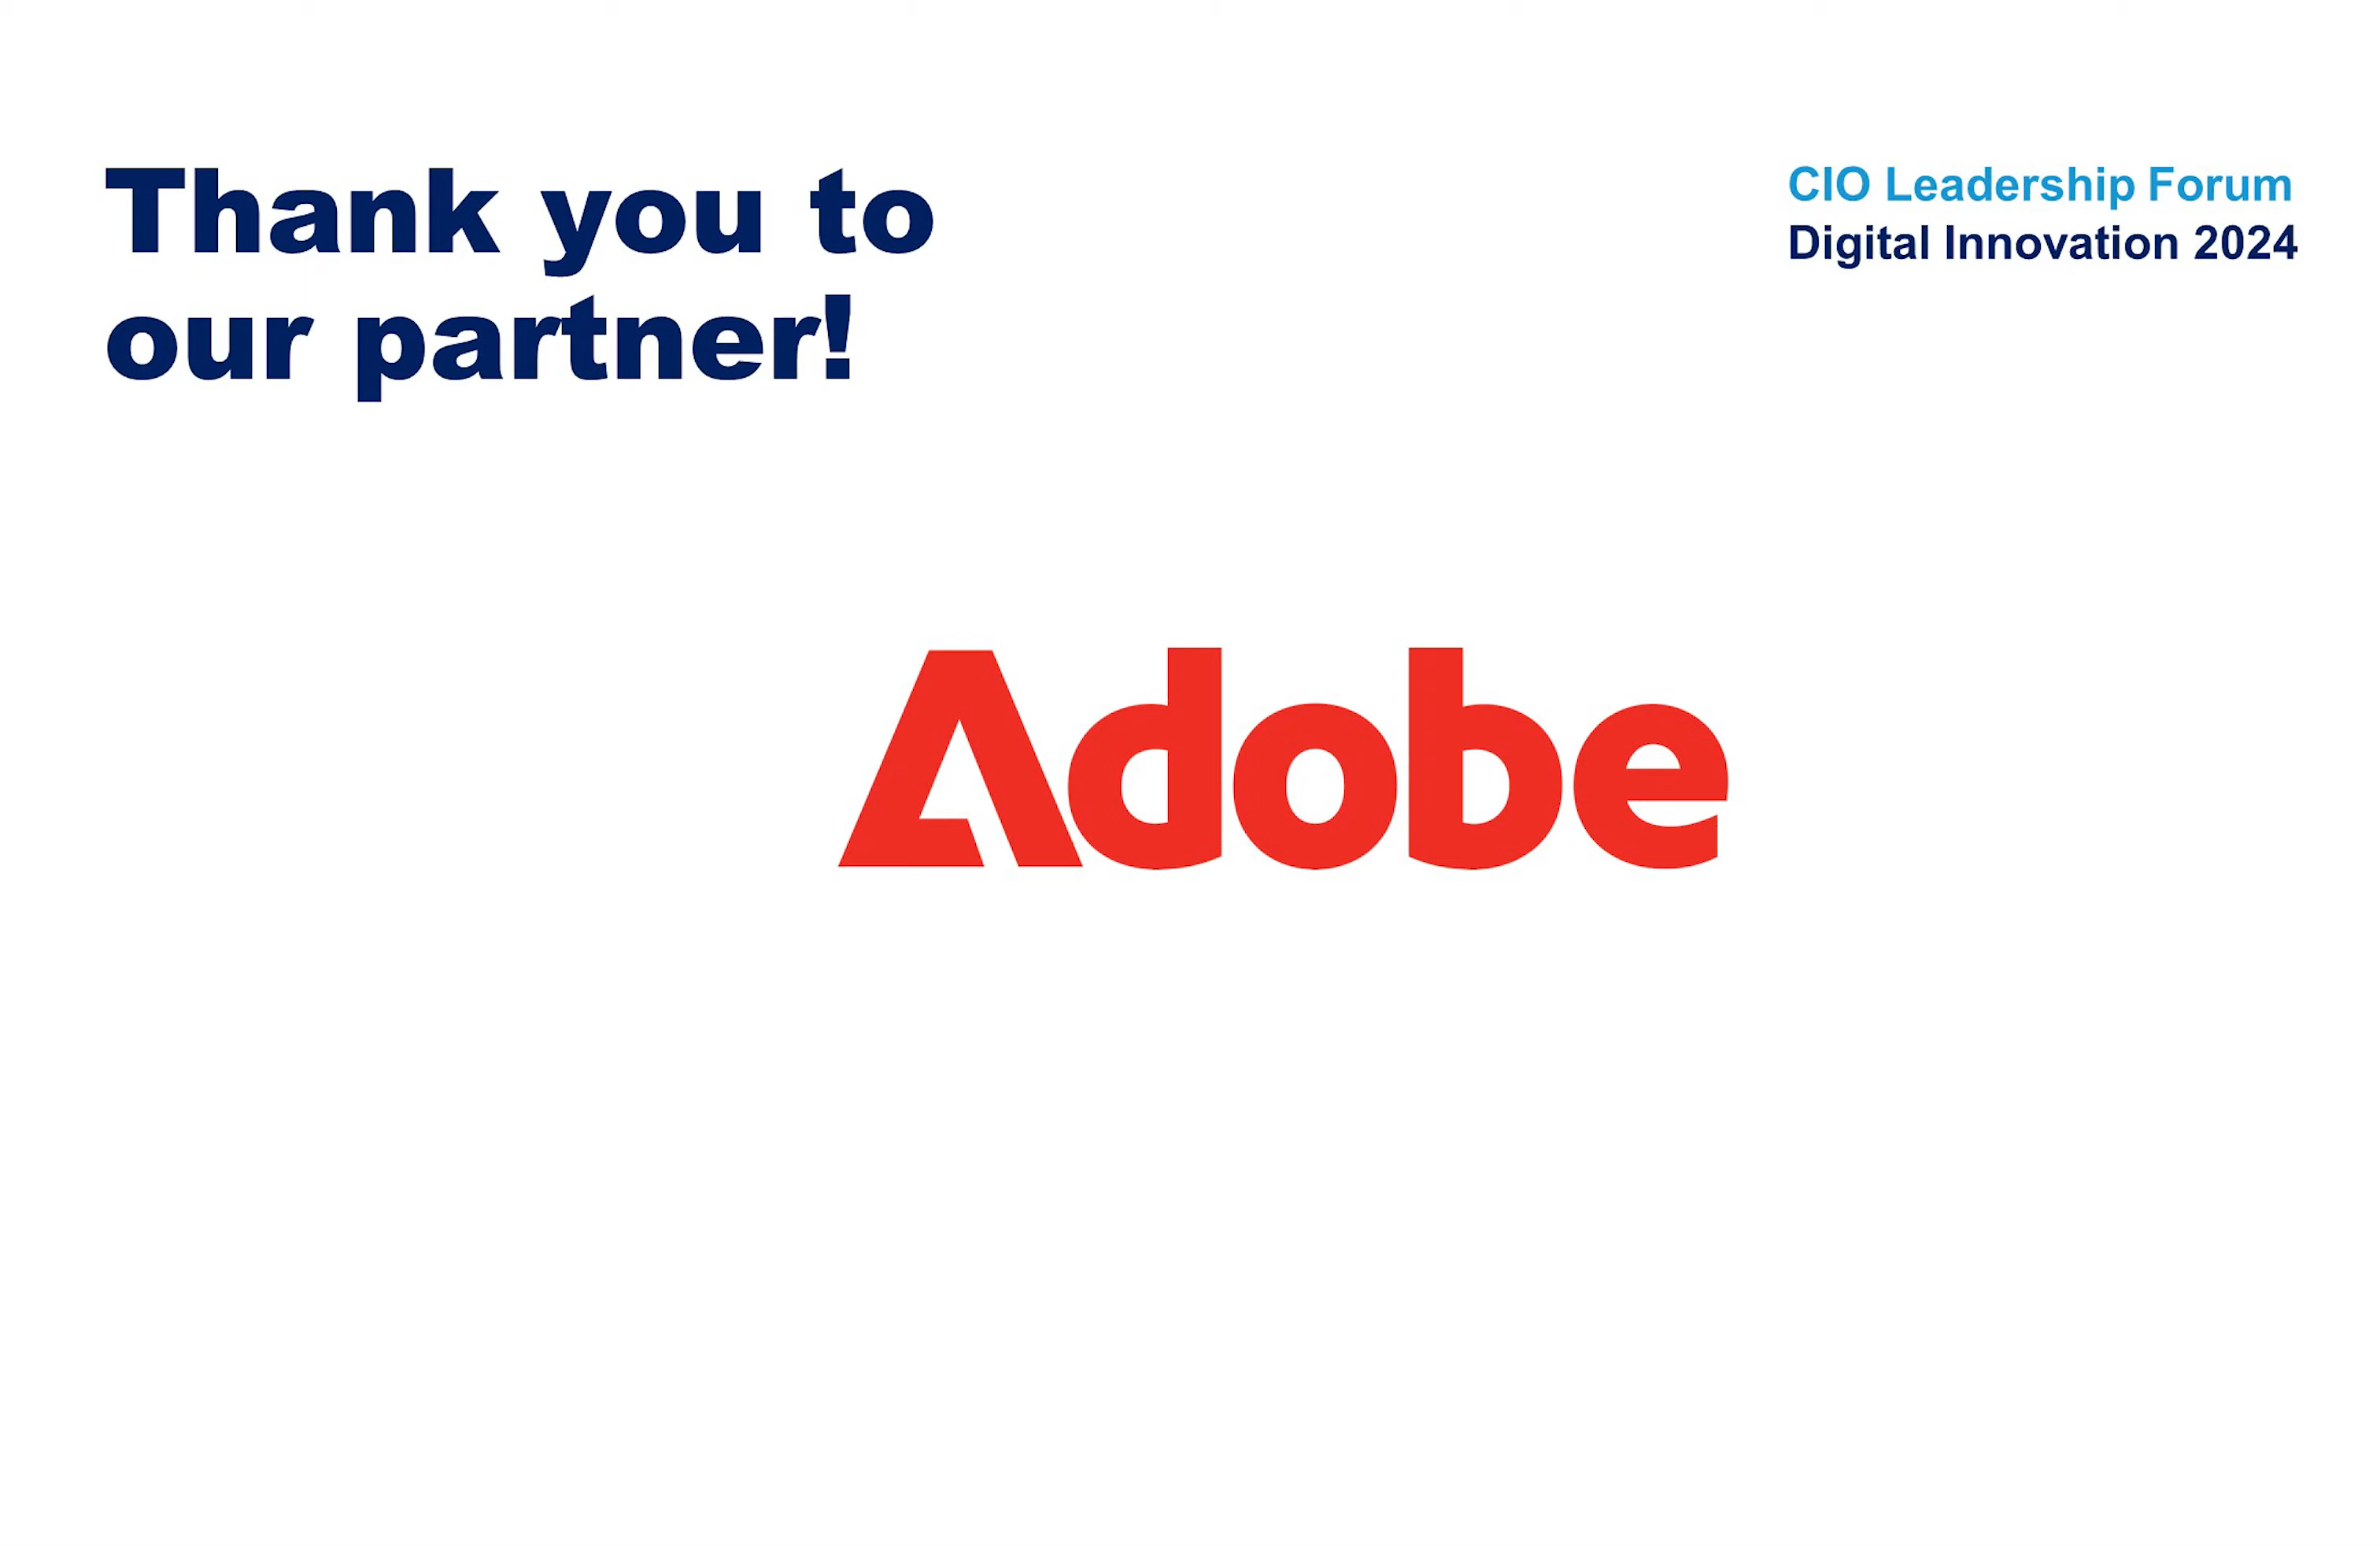 Thank you to
our partner!
CIO Leadership Forum
Digital Innovation 2024
Adobe